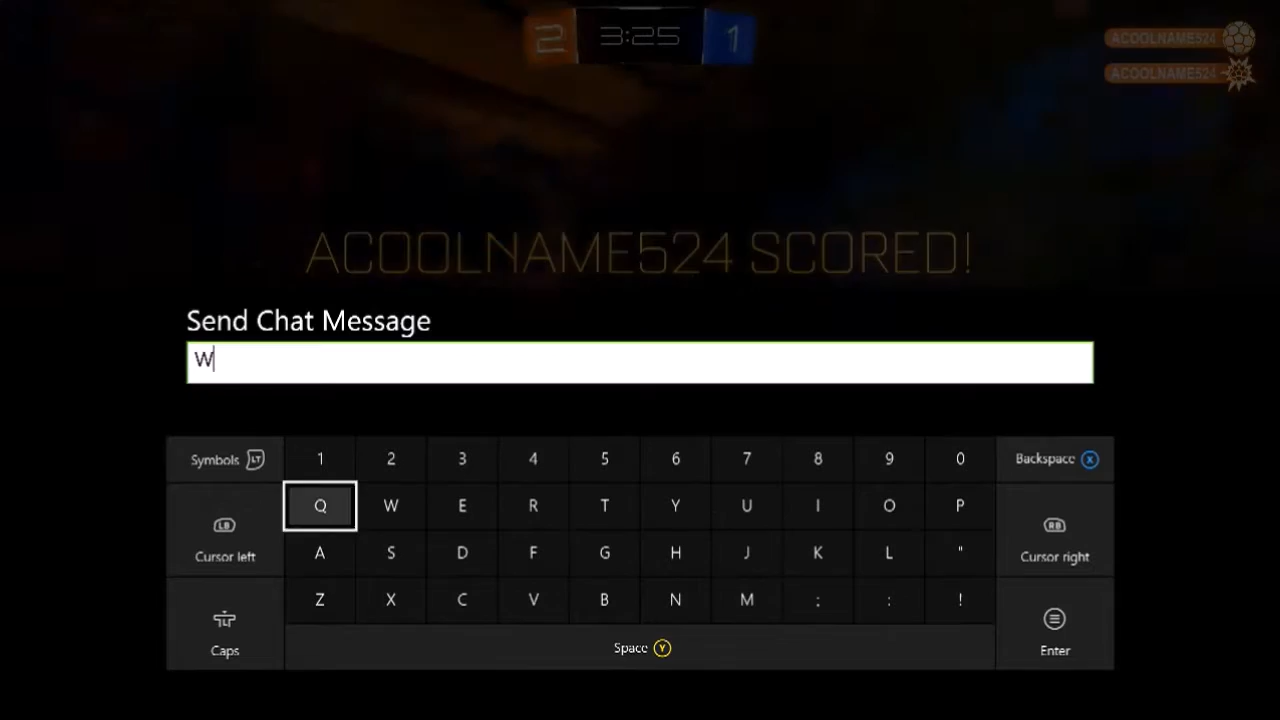 2 3:25 1
ACOOLNAME524
ACOOLNAME524
ACOOLNAME524 SCORED!
Send Chat Message
W
Symbols LT 1 2 3 4 5 6 7 8 9 0 Backspace X
Q W E R T Y U I O P
LB Cursor left A S D F G H J K L " RB Cursor right
Z X C V B N M ; : !
LT Caps Space Y Enter